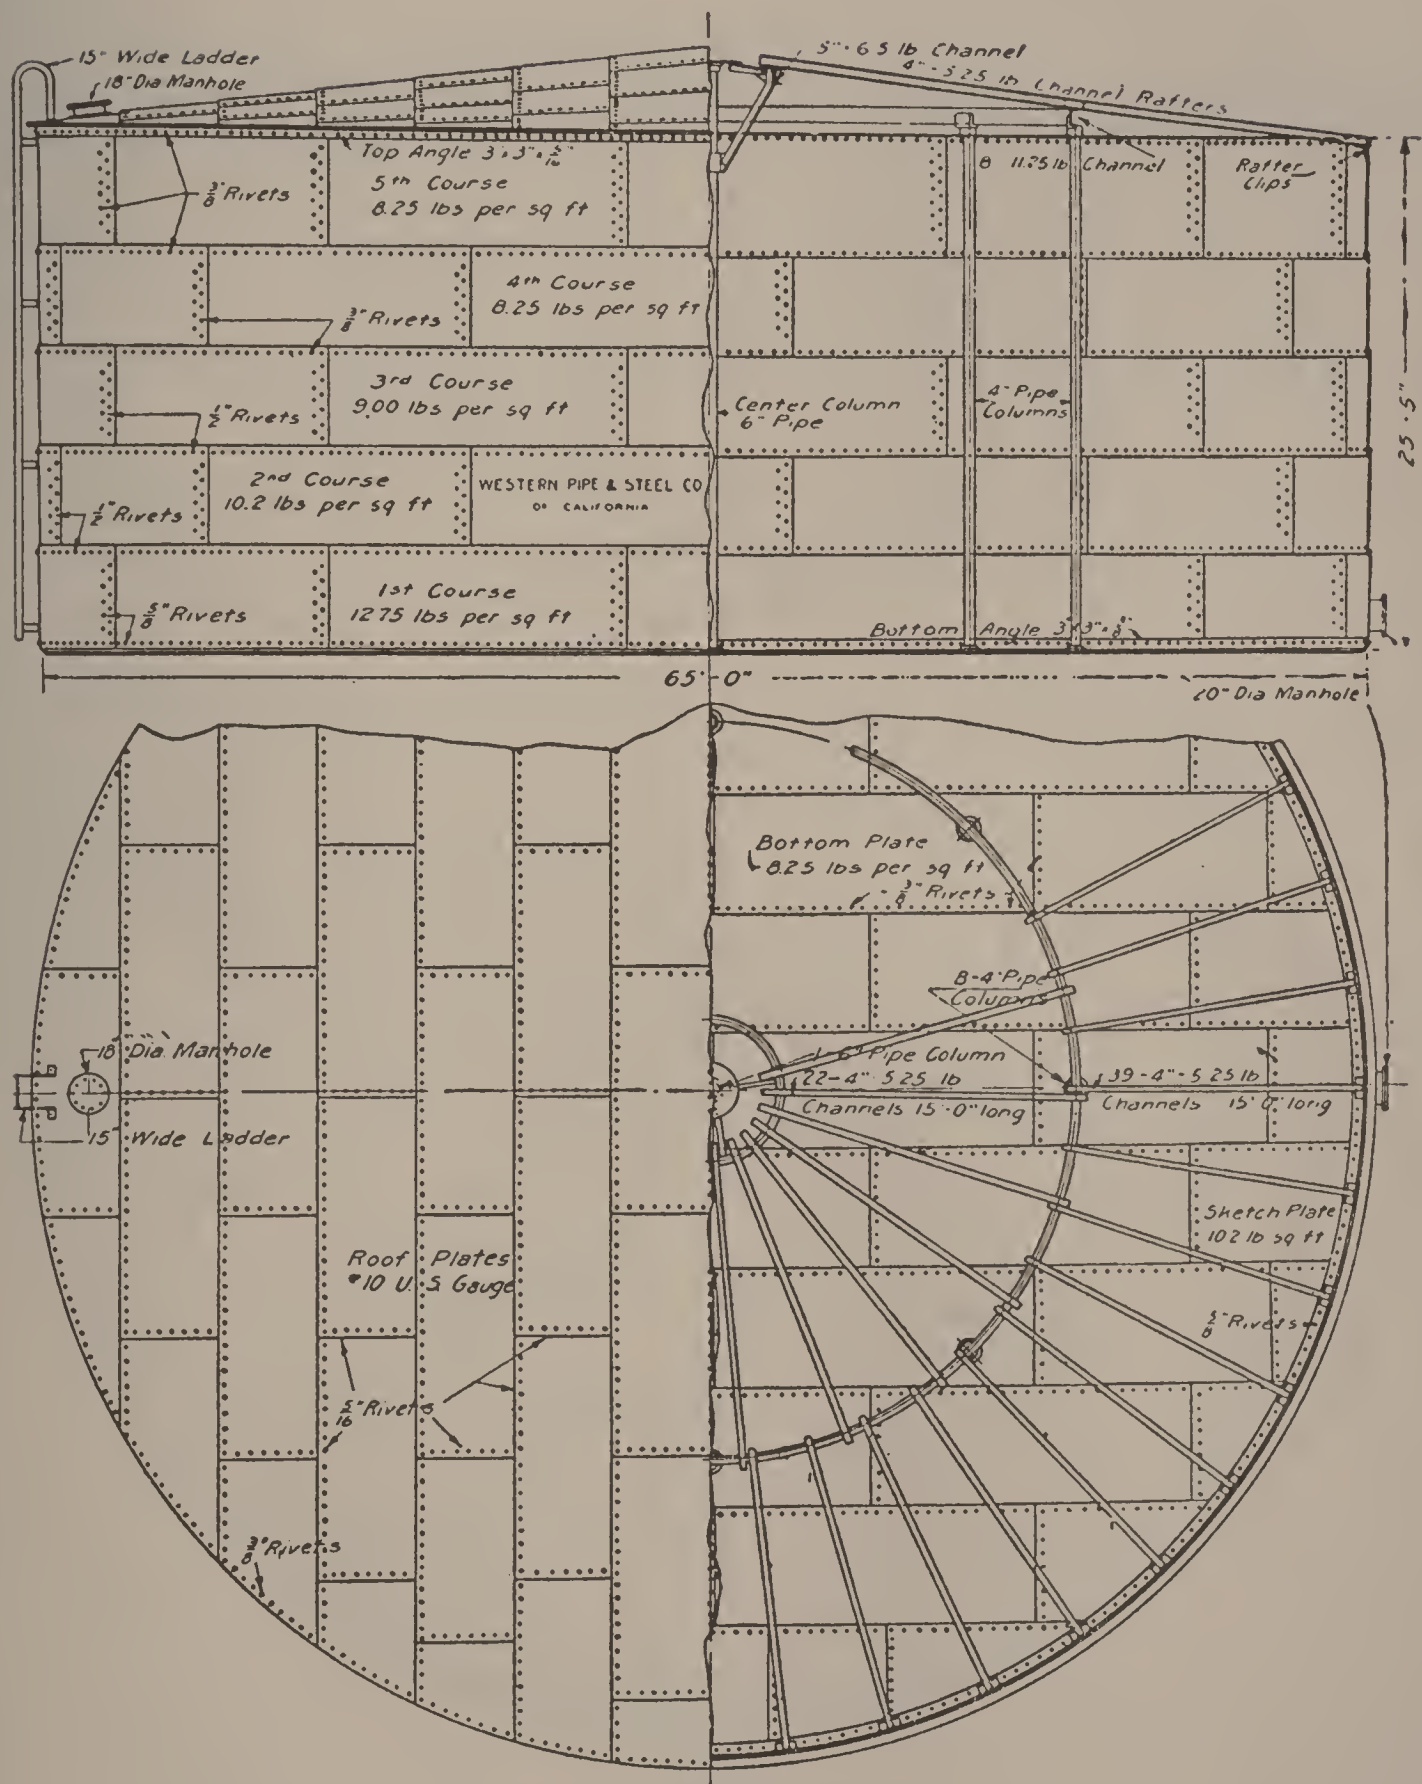 15" Wide Ladder
18" Dia Manhole
5"·6.5 lb Channel
4"-5.25 lb Channel Rafters
Top Angle 3"·3"·5/16"
5th Course
8.25 lbs per sq ft
3/8" Rivets
8 11.25 lb Channel
Rafter
Clips
4th Course
8.25 lbs per sq ft
3/8" Rivets
3rd Course
9.00 lbs per sq ft
1/2" Rivets
Center Column
6" Pipe
4" Pipe
Columns
25'·5"
2nd Course
10.2 lbs per sq ft
WESTERN PIPE & STEEL CO
OF CALIFORNIA
1/2" Rivets
1st Course
12.75 lbs per sq ft
5/8" Rivets
Bottom Angle 3"·3"·3/8"
65'-0"
20" Dia Manhole
Bottom Plate
8.25 lbs per sq ft
3/8" Rivets
8-4" Pipe
Columns
18" Dia. Manhole
1-6" Pipe Column
22-4"-5.25 lb
Channels 15'-0" long
39-4"-5.25 lb
Channels 15'-0" long
15" Wide Ladder
Sketch Plate
10.2 lb sq ft
Roof Plates
#10 U. S. Gauge
5/8" Rivets
5/16" Rivets
3/8" Rivets